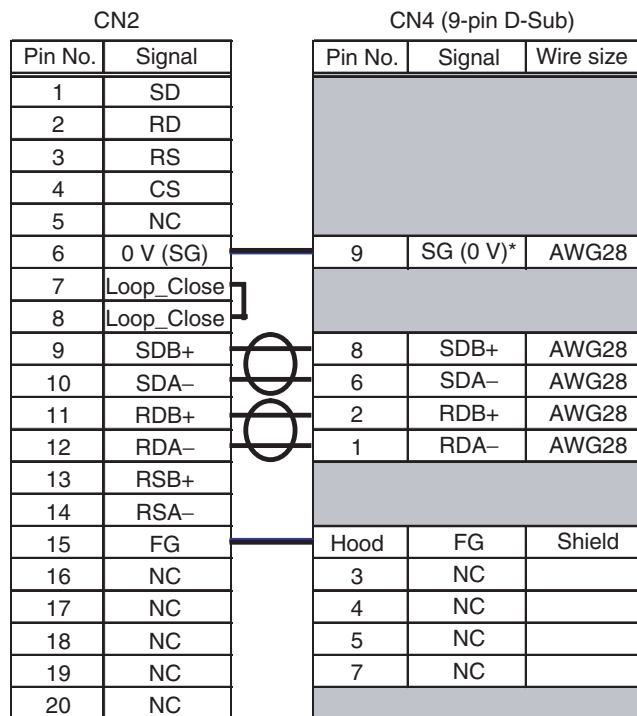 CN2 CN4 (9-pin D-Sub)
Pin No. Signal Pin No. Signal Wire size
1 SD
2 RD
3 RS
4 CS
5 NC
6 0 V (SG) 9 SG (0 V)* AWG28
7 Loop_Close
8 Loop_Close
9 SDB+ 8 SDB+ AWG28
10 SDA− 6 SDA− AWG28
11 RDB+ 2 RDB+ AWG28
12 RDA− 1 RDA− AWG28
13 RSB+
14 RSA−
15 FG Hood FG Shield
16 NC 3 NC
17 NC 4 NC
18 NC 5 NC
19 NC 7 NC
20 NC